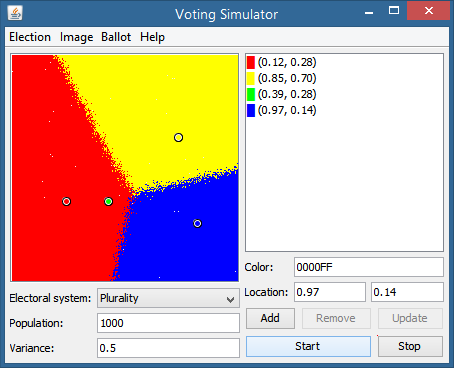 Voting Simulator
Election Image Ballot Help
(0.12, 0.28)
(0.85, 0.70)
(0.39, 0.28)
(0.97, 0.14)
Color: 0000FF
Location: 0.97 0.14
Electoral system: Plurality
Add Remove Update
Population: 1000
Variance: 0.5
Start Stop